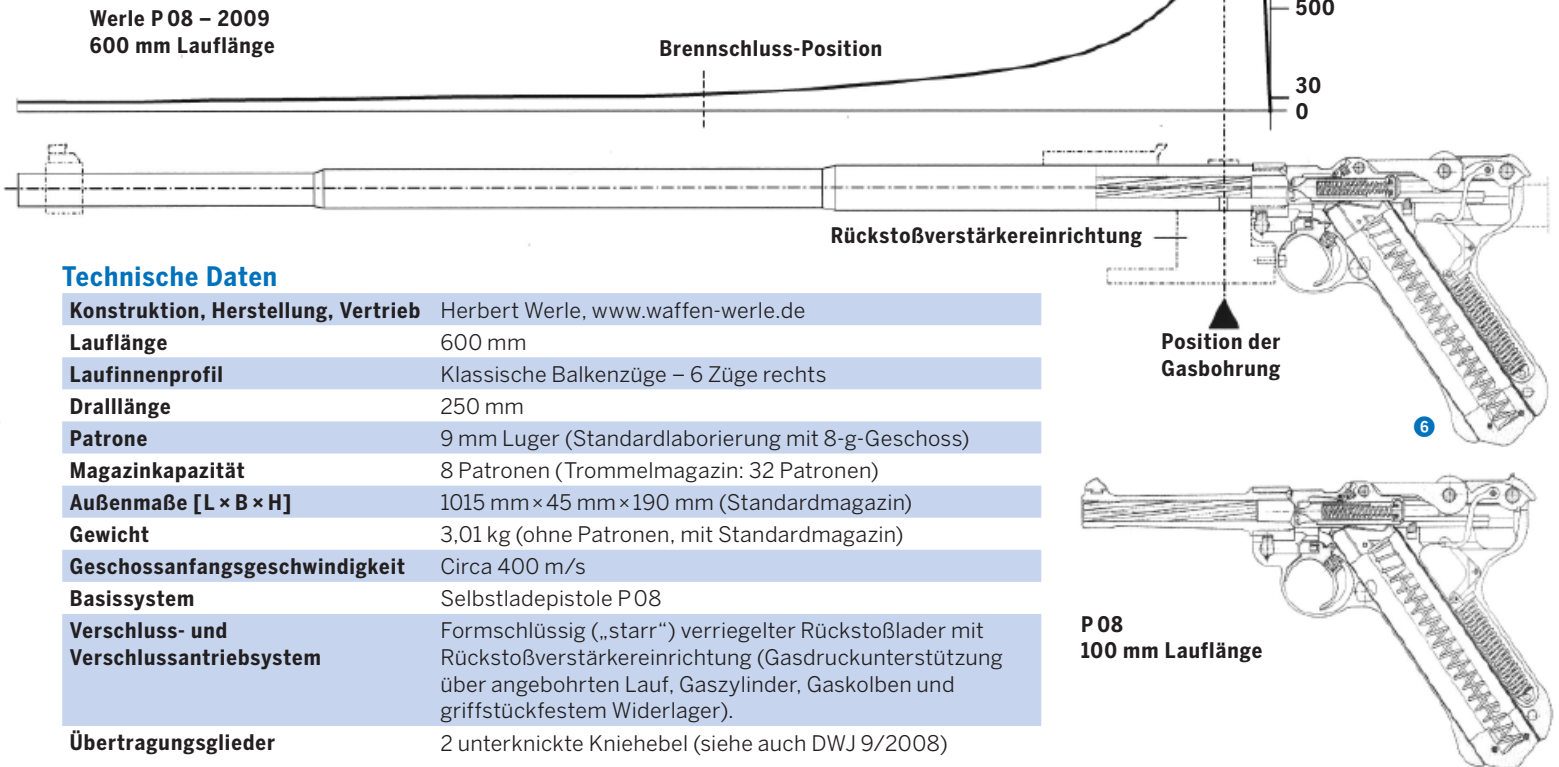 Werle P 08 – 2009
600 mm Lauflänge
Brennschluss-Position
500
30
0
Rückstoßverstärkereinrichtung
Position der
Gasbohrung
6
Technische Daten
Konstruktion, Herstellung, Vertrieb Herbert Werle, www.waffen-werle.de
Lauflänge 600 mm
Laufinnenprofil Klassische Balkenzüge – 6 Züge rechts
Dralllänge 250 mm
Patrone 9 mm Luger (Standardlaborierung mit 8-g-Geschoss)
Magazinkapazität 8 Patronen (Trommelmagazin: 32 Patronen)
Außenmaße [L × B × H] 1015 mm × 45 mm × 190 mm (Standardmagazin)
Gewicht 3,01 kg (ohne Patronen, mit Standardmagazin)
Geschossanfangsgeschwindigkeit Circa 400 m/s
Basissystem Selbstladepistole P 08
Verschluss- und Formschlüssig („starr“) verriegelter Rückstoßlader mit
Verschlussantriebsystem Rückstoßverstärkereinrichtung (Gasdruckunterstützung
über angebohrten Lauf, Gaszylinder, Gaskolben und
griffstückfestem Widerlager).
Übertragungsglieder 2 unterknickte Kniehebel (siehe auch DWJ 9/2008)
P 08
100 mm Lauflänge